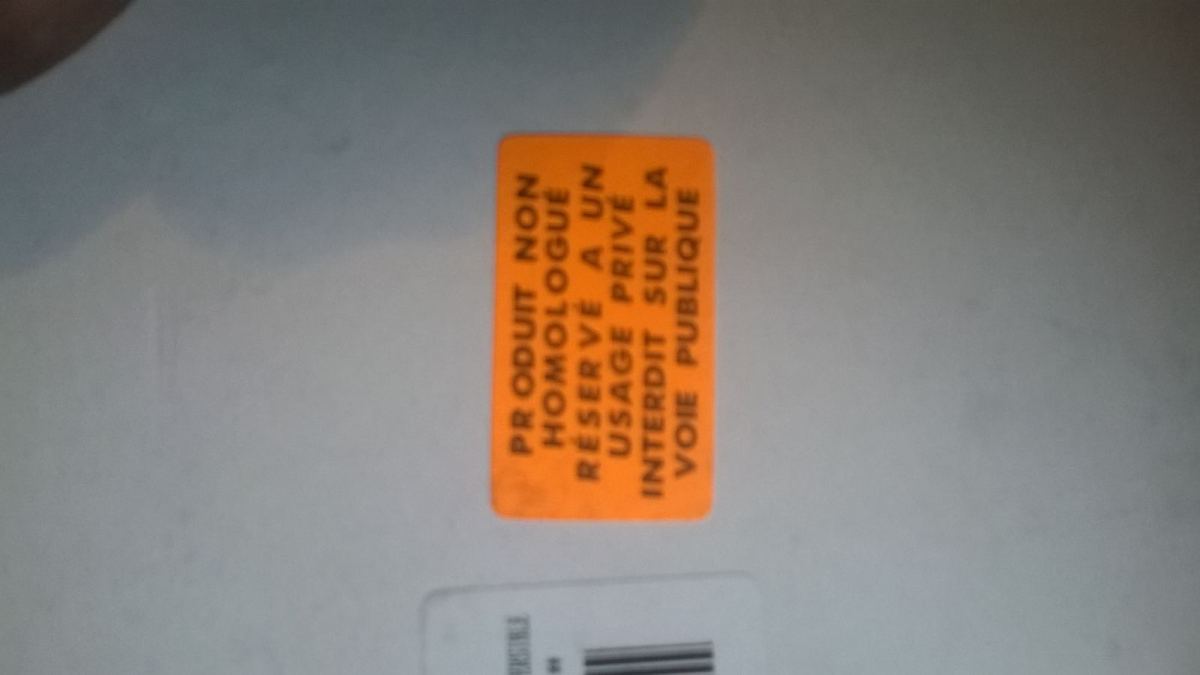 PRODUIT NON
HOMOLOGUÉ
RÉSERVÉ A UN
USAGE PRIVÉ
INTERDIT SUR LA
VOIE PUBLIQUE